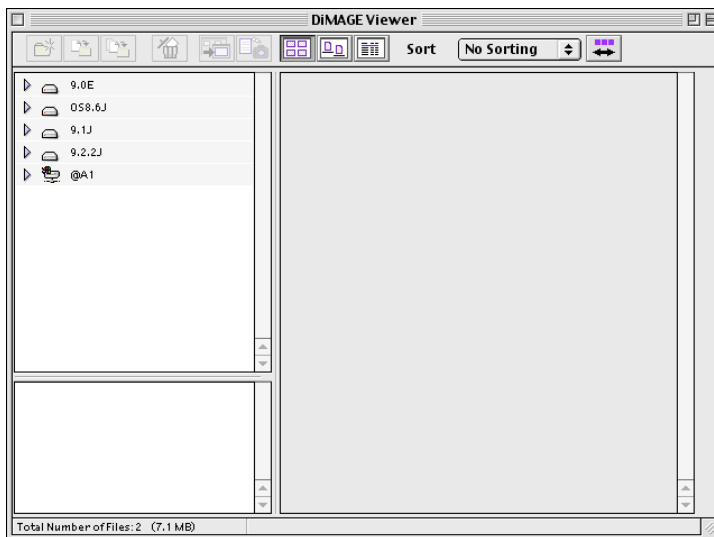 DiMAGE Viewer
Sort No Sorting
9.0E
OS8.6J
9.1J
9.2.2J
@A1
Total Number of Files: 2 (7.1 MB)